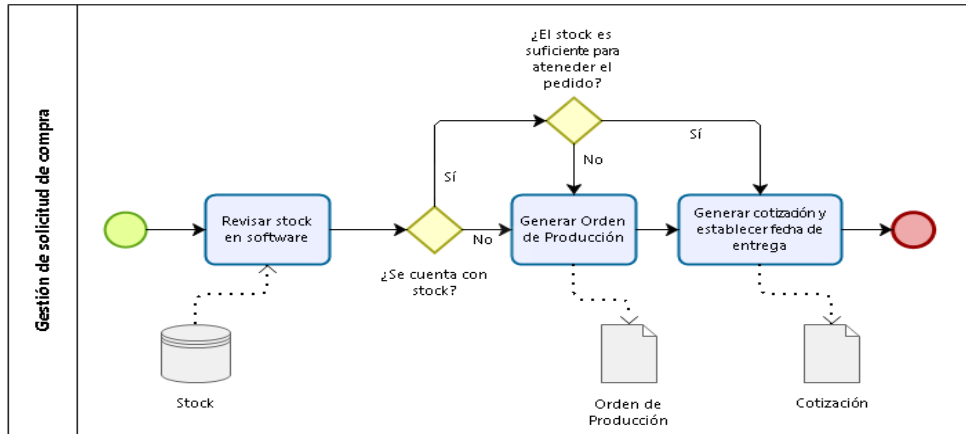 Gestión de solicitud de compra
¿El stock es
suficiente para
ateneder el
pedido?
Sí
Sí
No
Revisar stock
en software
No
Generar Orden
de Producción
Generar cotización y
establecer fecha de
entrega
¿Se cuenta con
stock?
Stock
Orden de
Producción
Cotización